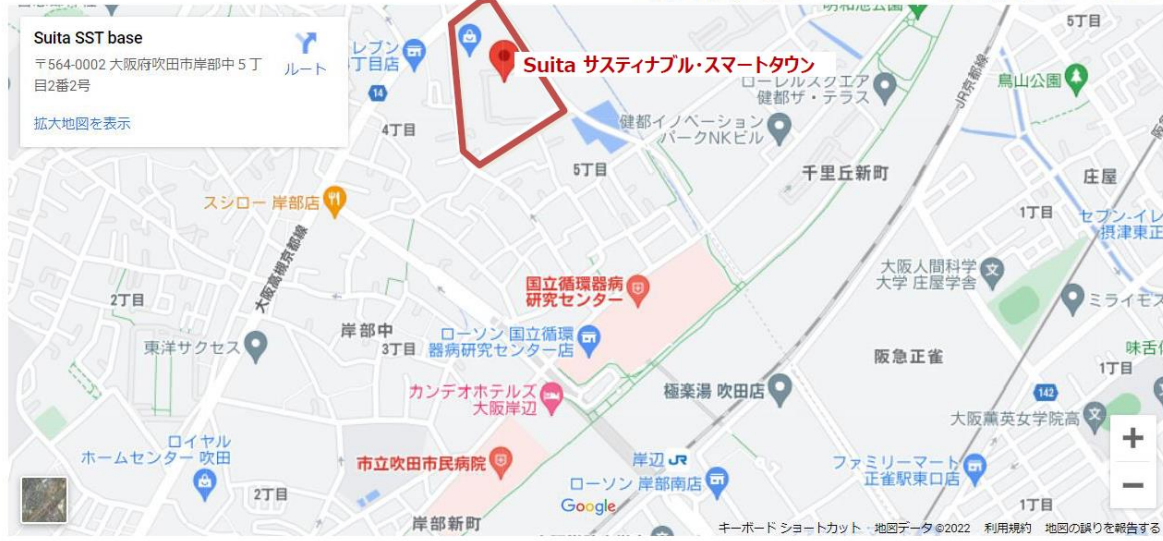 明和池公園
5丁目
Suita SST base
〒564-0002 大阪府吹田市岸部中5丁
目2番2号
ルート
拡大地図を表示
レブン
丁目店
Suita サスティナブル・スマートタウン
ローレルスクエア
健都ザ・テラス
JR京都線
鳥山公園
14
4丁目
健都イノベーション
パークNKビル
5丁目
千里丘新町
庄屋
スシロー 岸部店
1丁目
セブン-イレ
摂津東正
大阪高槻京都線
国立循環器病
研究センター
大阪人間科学
大学 庄屋学舎
2丁目
ミライモス
岸部中
3丁目
東洋サクセス
ローソン 国立循環
器病研究センター店
阪急正雀
味舌
1丁目
カンデオホテルズ
大阪岸辺
極楽湯 吹田店
142
大阪薫英女学院高
ロイヤル
ホームセンター 吹田
市立吹田市民病院
岸辺 JR
ファミリーマート
正雀駅東口店
2丁目
ローソン 岸部南店
Google
1丁目
岸部新町
キーボード ショートカット
地図データ ©2022
利用規約
地図の誤りを報告する